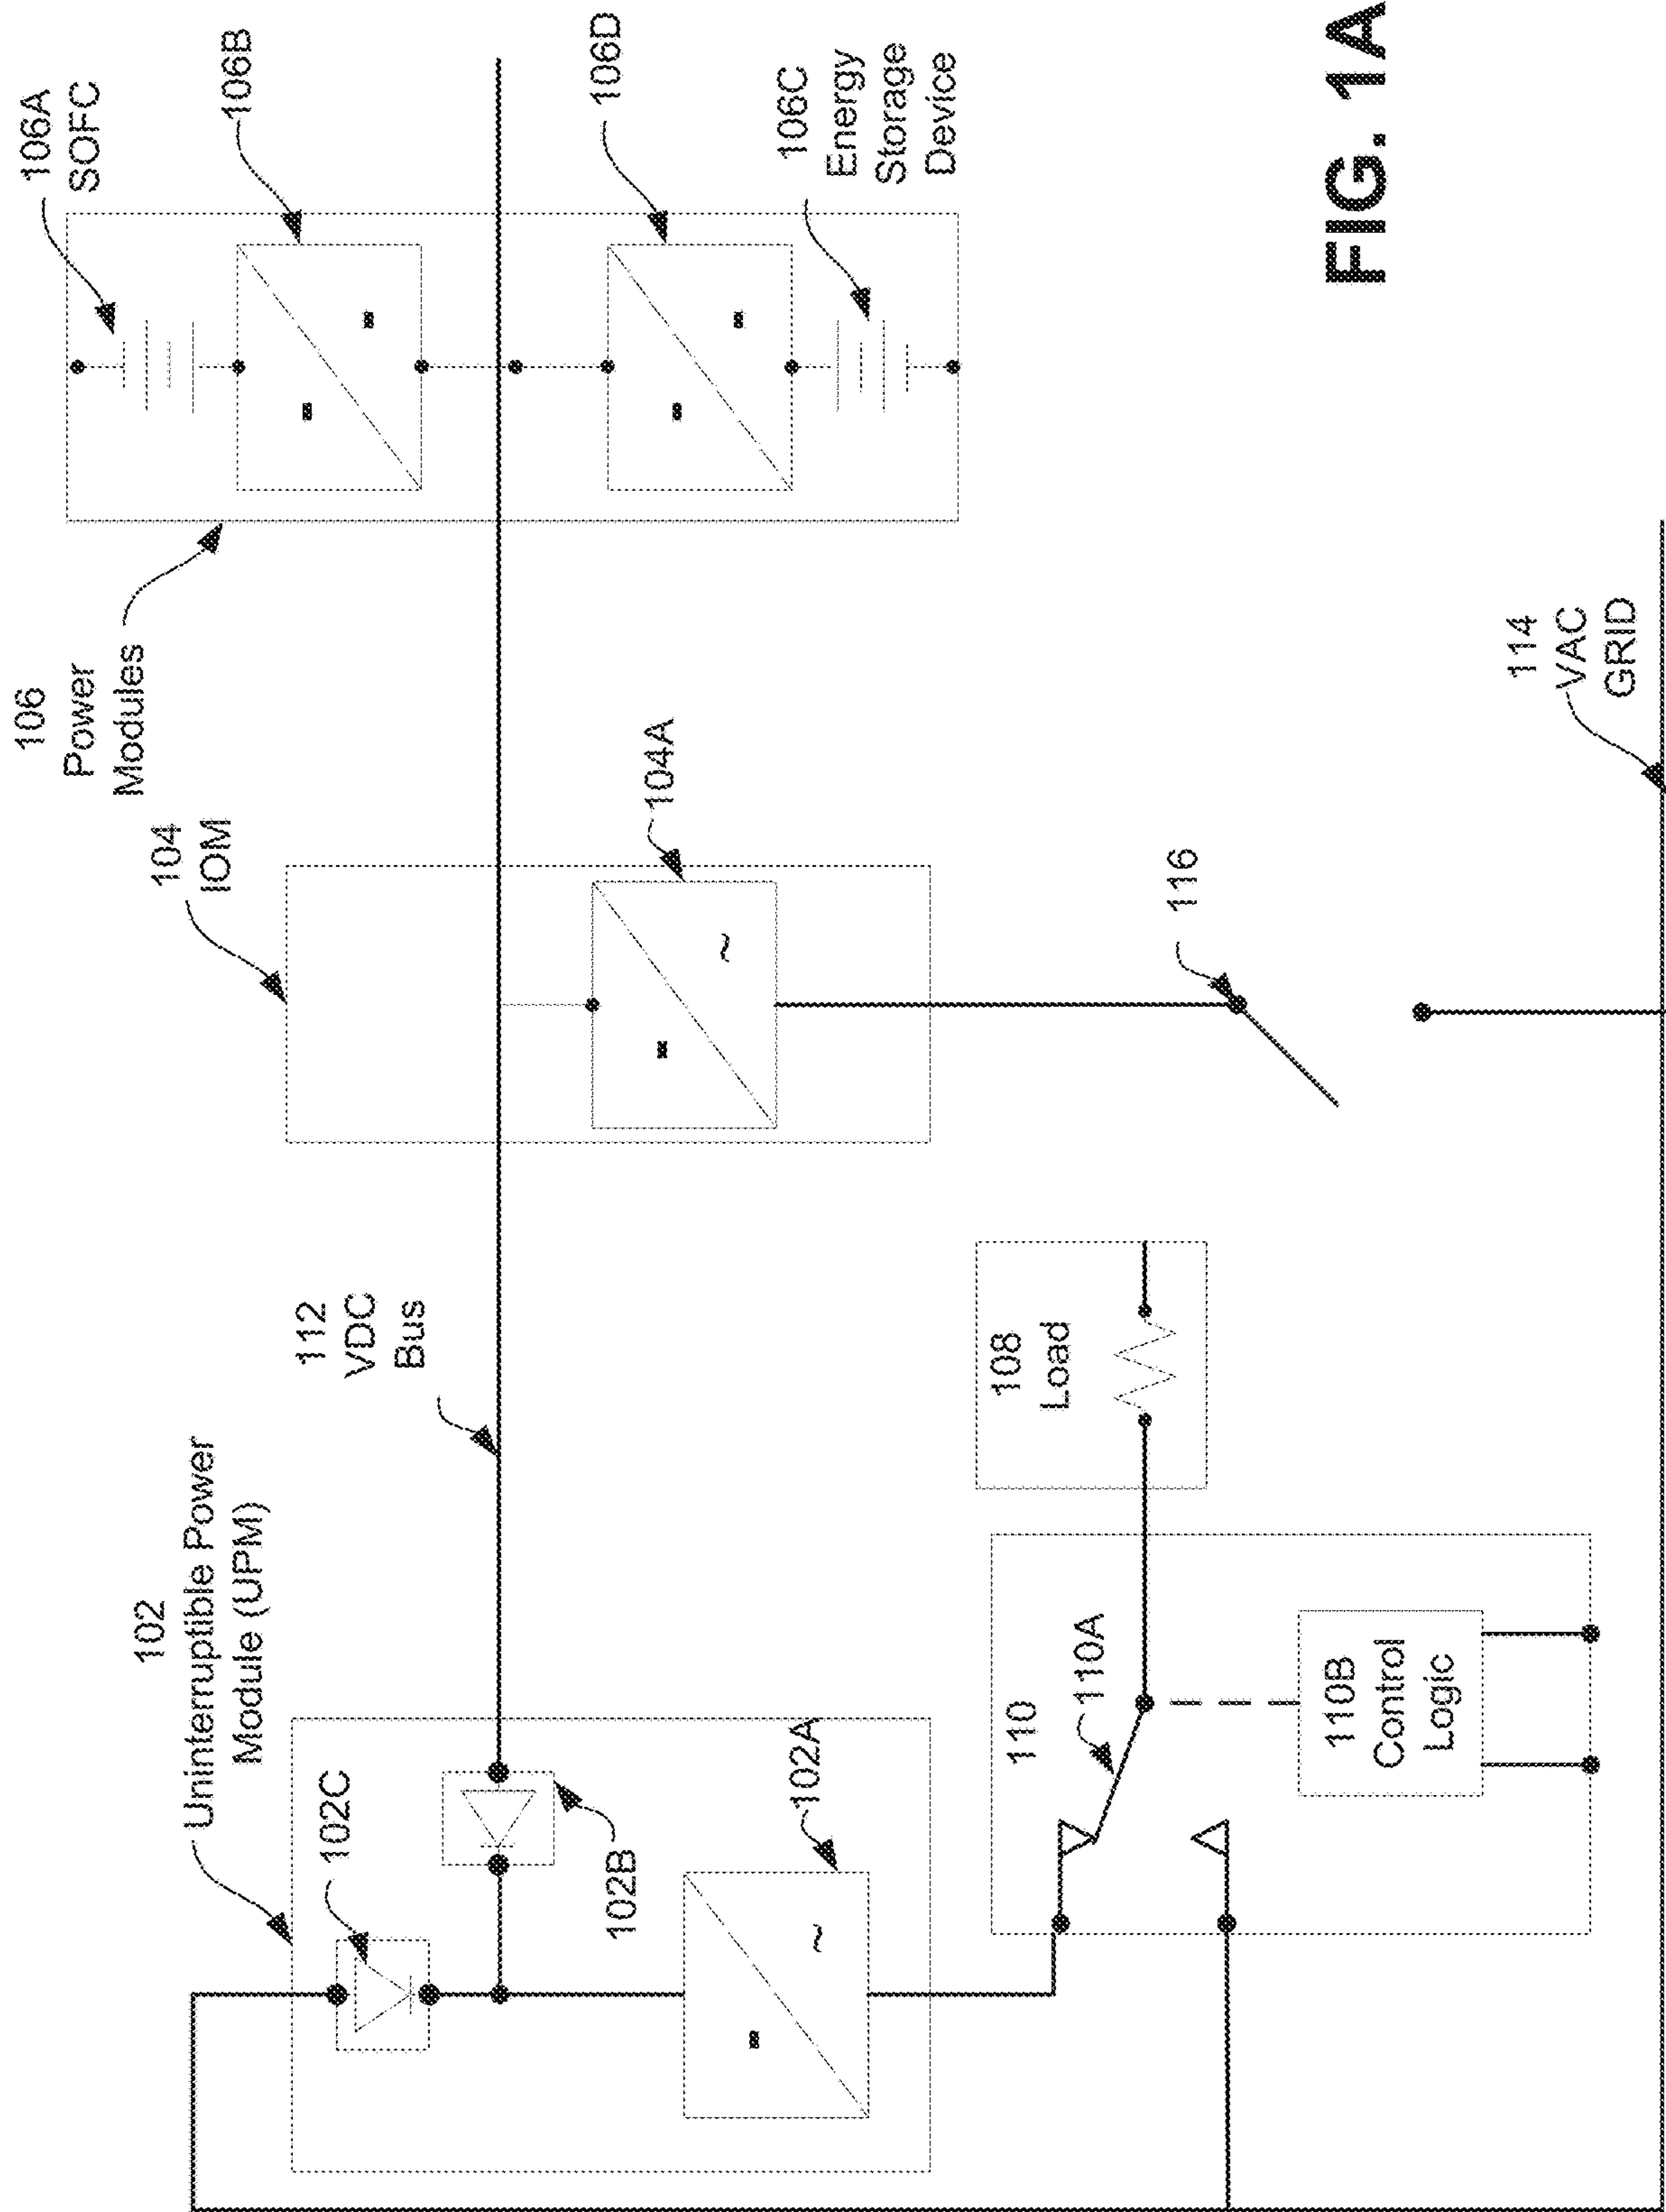 102
Uninterruptible Power
Module (UPM)
102C
102B
102A
112
VDC
Bus
104
IOM
104A
106
Power
Modules
106A
SOFC
106B
106D
106C
Energy
Storage
Device
108
Load
110
110A
110B
Control
Logic
116
114
VAC
GRID
FIG. 1A